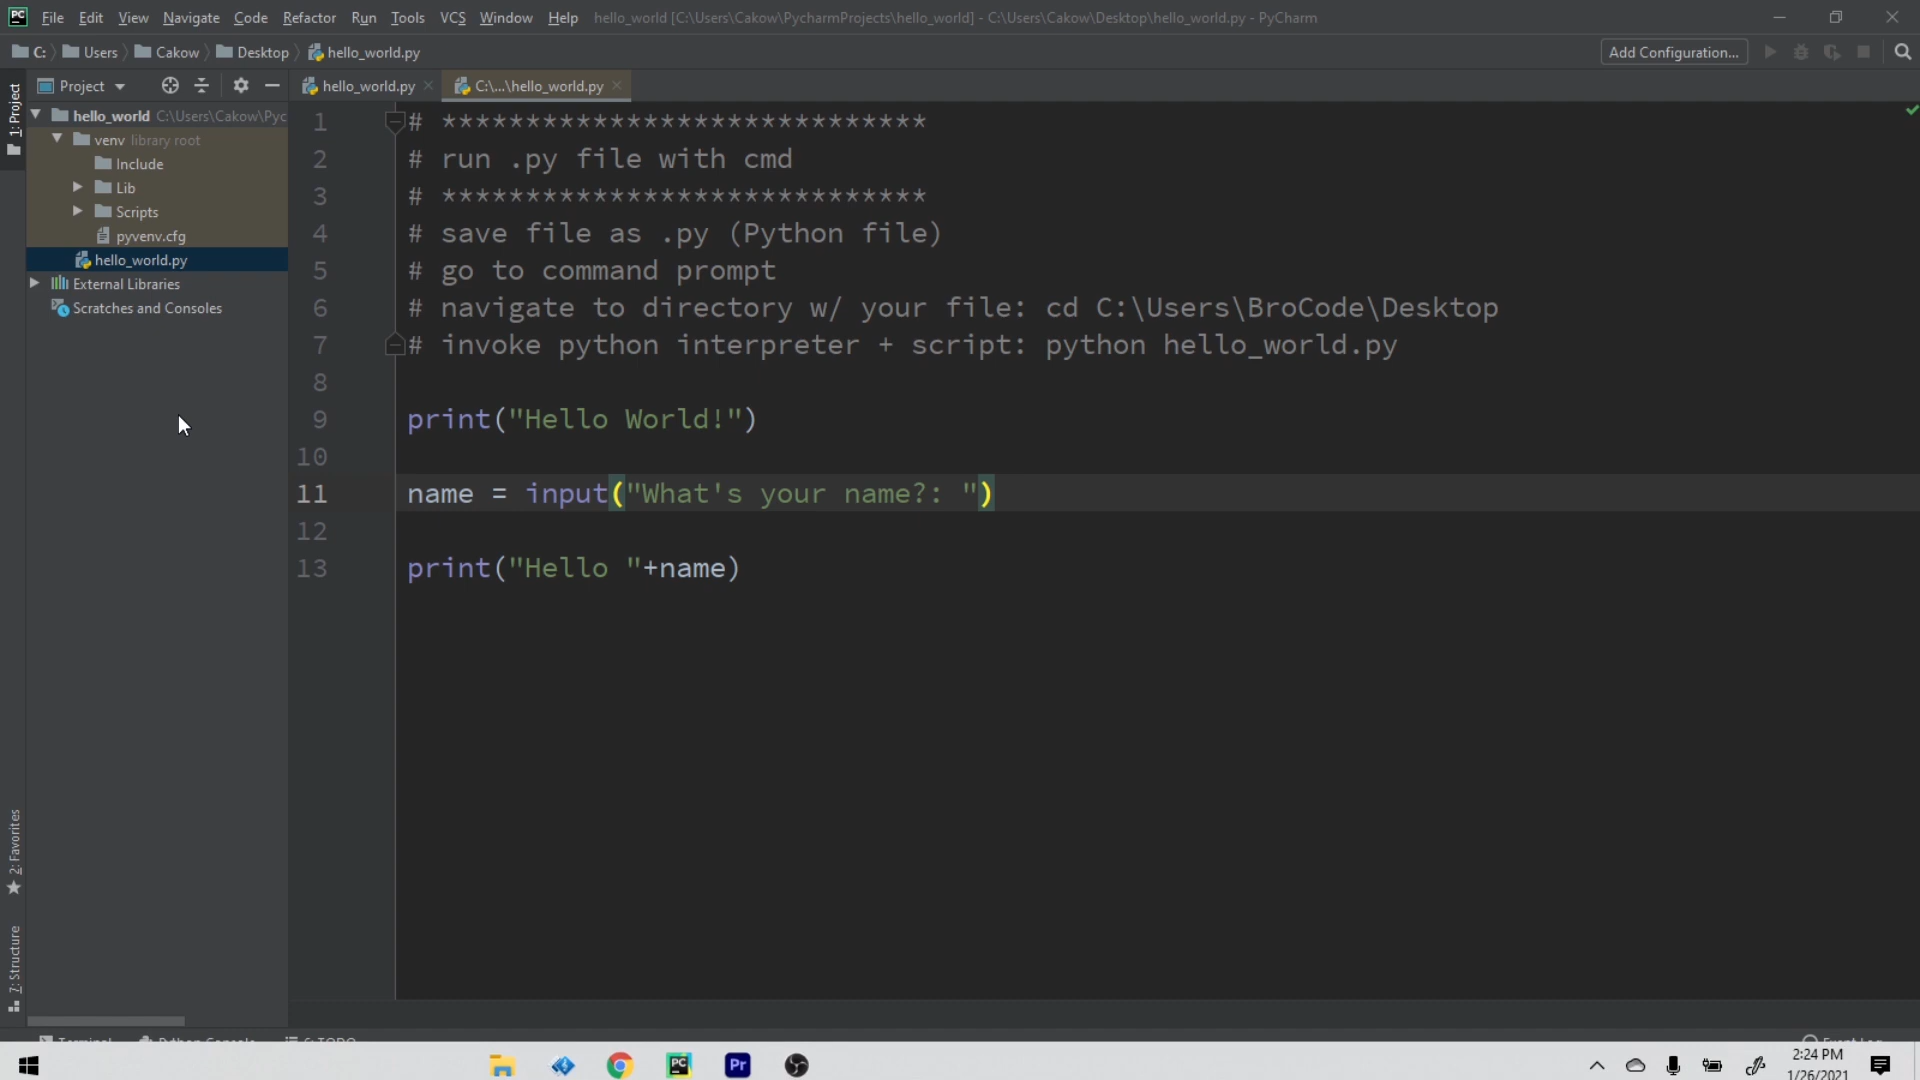 PC File Edit View Navigate Code Refactor Run Tools VCS Window Help hello_world [C:\Users\Cakow\PycharmProjects\hello_world] - C:\Users\Cakow\Desktop\hello_world.py - PyCharm
C: Users Cakow Desktop hello_world.py Add Configuration...
Project hello_world.py C:\...\hello_world.py
1: Project
hello_world C:\Users\Cakow\Pyc
venv library root
Include
Lib
Scripts
pyvenv.cfg
hello_world.py
External Libraries
Scratches and Consoles
2: Favorites
7: Structure
1 # *****************************
2 # run .py file with cmd
3 # *****************************
4 # save file as .py (Python file)
5 # go to command prompt
6 # navigate to directory w/ your file: cd C:\Users\BroCode\Desktop
7 # invoke python interpreter + script: python hello_world.py
8
9 print("Hello World!")
10
11 name = input("What's your name?: ")
12
13 print("Hello "+name)
Terminal Python Console 6: TODO Event Log
PC Pr
2:24 PM
1/26/2021